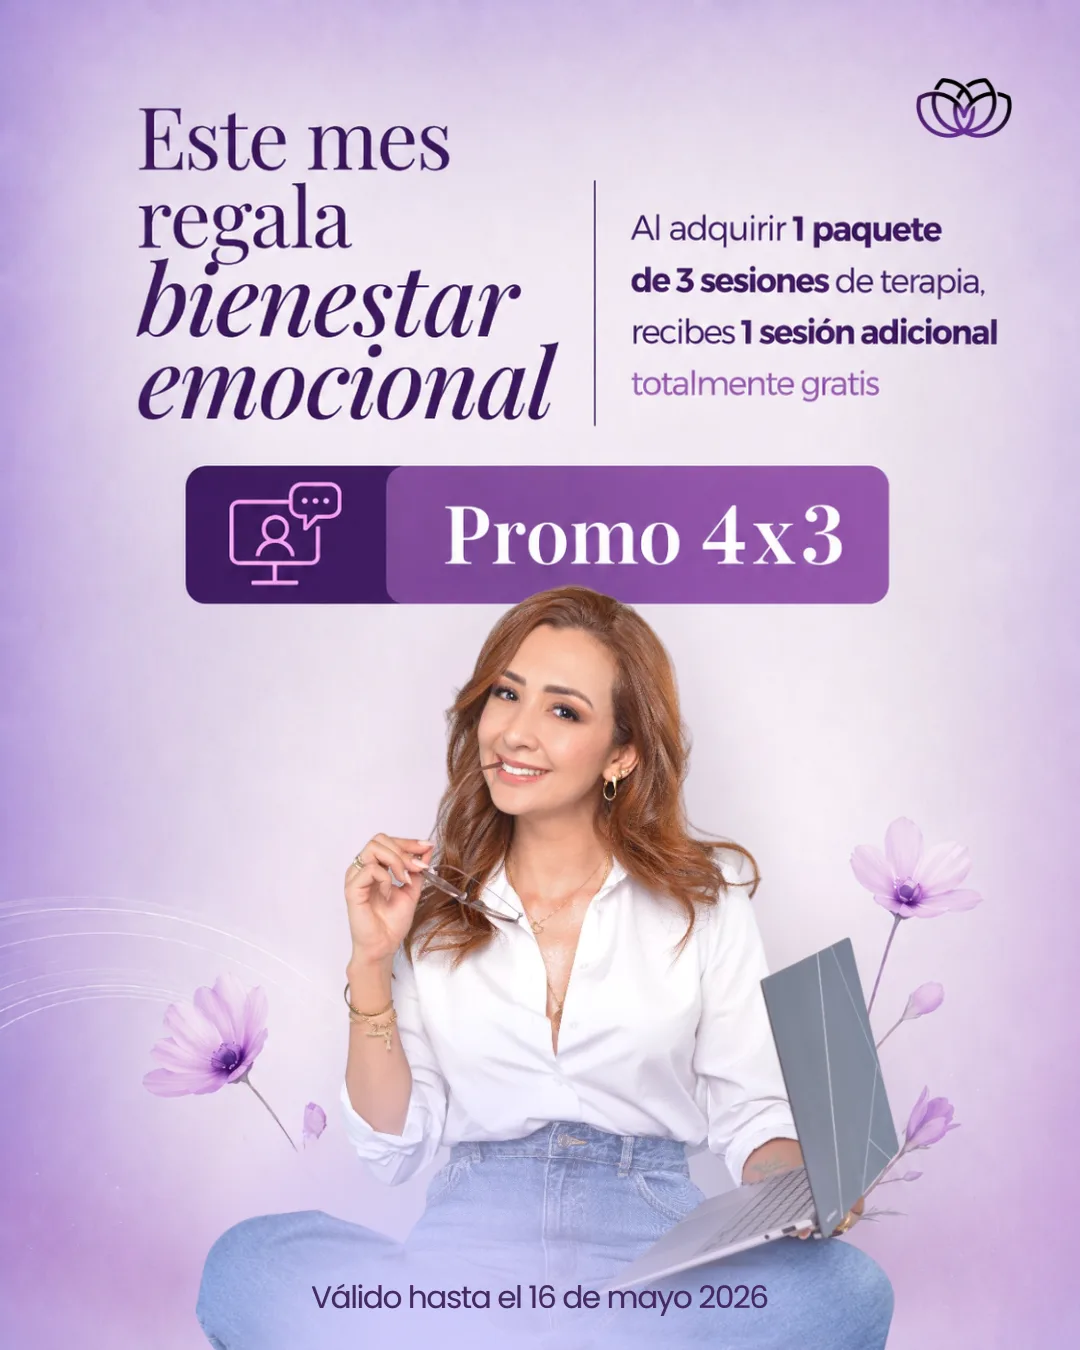 Este mes
regala
bienestar
emocional
Al adquirir 1 paquete
de 3 sesiones de terapia,
recibes 1 sesión adicional
totalmente gratis
Promo 4x3
Válido hasta el 16 de mayo 2026